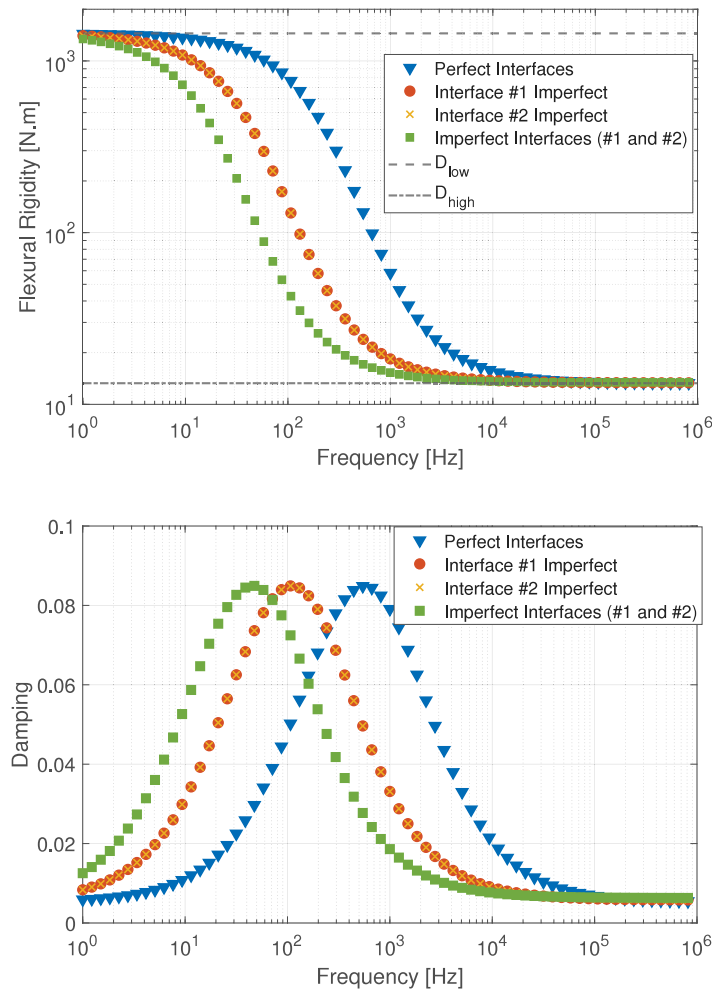 10^3
10^2
10^1
Flexural Rigidity [N.m]
Perfect Interfaces
Interface #1 Imperfect
Interface #2 Imperfect
Imperfect Interfaces (#1 and #2)
D_low
D_high
10^0 10^1 10^2 10^3 10^4 10^5 10^6
Frequency [Hz]
0.1
0.08
0.06
0.04
0.02
0
Damping
Perfect Interfaces
Interface #1 Imperfect
Interface #2 Imperfect
Imperfect Interfaces (#1 and #2)
10^0 10^1 10^2 10^3 10^4 10^5 10^6
Frequency [Hz]